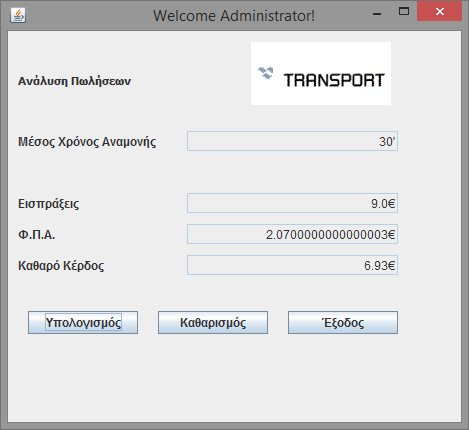 Welcome Administrator!
TRANSPORT
Ανάλυση Πωλήσεων
Μέσος Χρόνος Αναμονής 30'
Εισπράξεις 9.0€
Φ.Π.Α. 2.0700000000000003€
Καθαρό Κέρδος 6.93€
Υπολογισμός Καθαρισμός Έξοδος